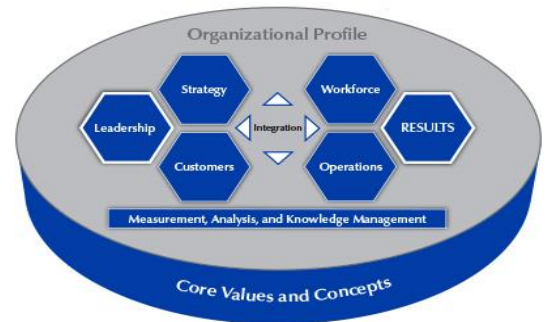 Organizational Profile
Strategy
Workforce
Leadership
Integration
RESULTS
Customers
Operations
Measurement, Analysis, and Knowledge Management
Core Values and Concepts